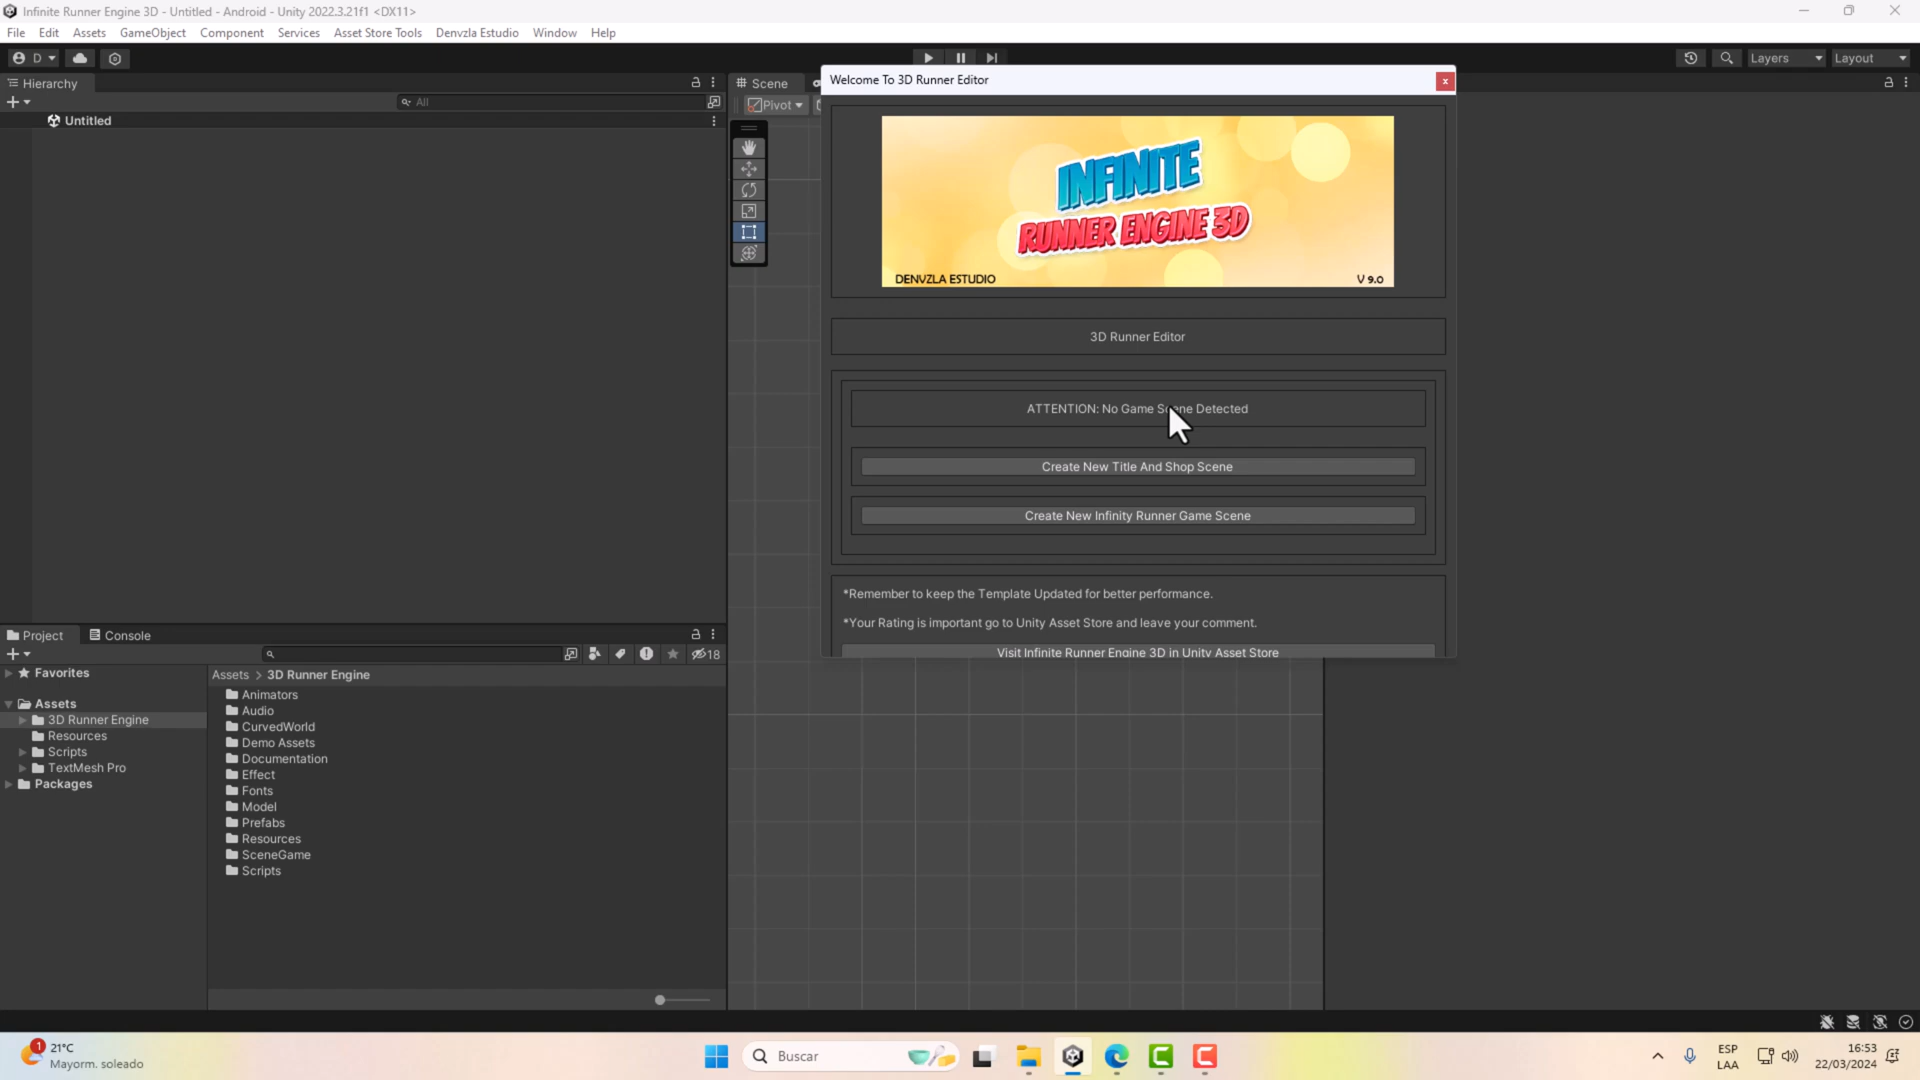 Infinite Runner Engine 3D - Untitled - Android - Unity 2022.3.21f1 <DX11>
File Edit Assets GameObject Component Services Asset Store Tools Denvzla Estudio Window Help
D Layers Layout
Hierarchy
All
Untitled
Scene
Pivot
Welcome To 3D Runner Editor
INFINITE
RUNNER ENGINE 3D
DENVZLA ESTUDIO V 9.0
3D Runner Editor
ATTENTION: No Game Scene Detected
Create New Title And Shop Scene
Create New Infinity Runner Game Scene
*Remember to keep the Template Updated for better performance.
*Your Rating is important go to Unity Asset Store and leave your comment.
Visit Infinite Runner Engine 3D in Unity Asset Store
Project Console
18
Favorites
Assets
3D Runner Engine
Resources
Scripts
TextMesh Pro
Packages
Assets > 3D Runner Engine
Animators
Audio
CurvedWorld
Demo Assets
Documentation
Effect
Fonts
Model
Prefabs
Resources
SceneGame
Scripts
1
21°C
Mayorm. soleado
Buscar
ESP
LAA
16:53
22/03/2024